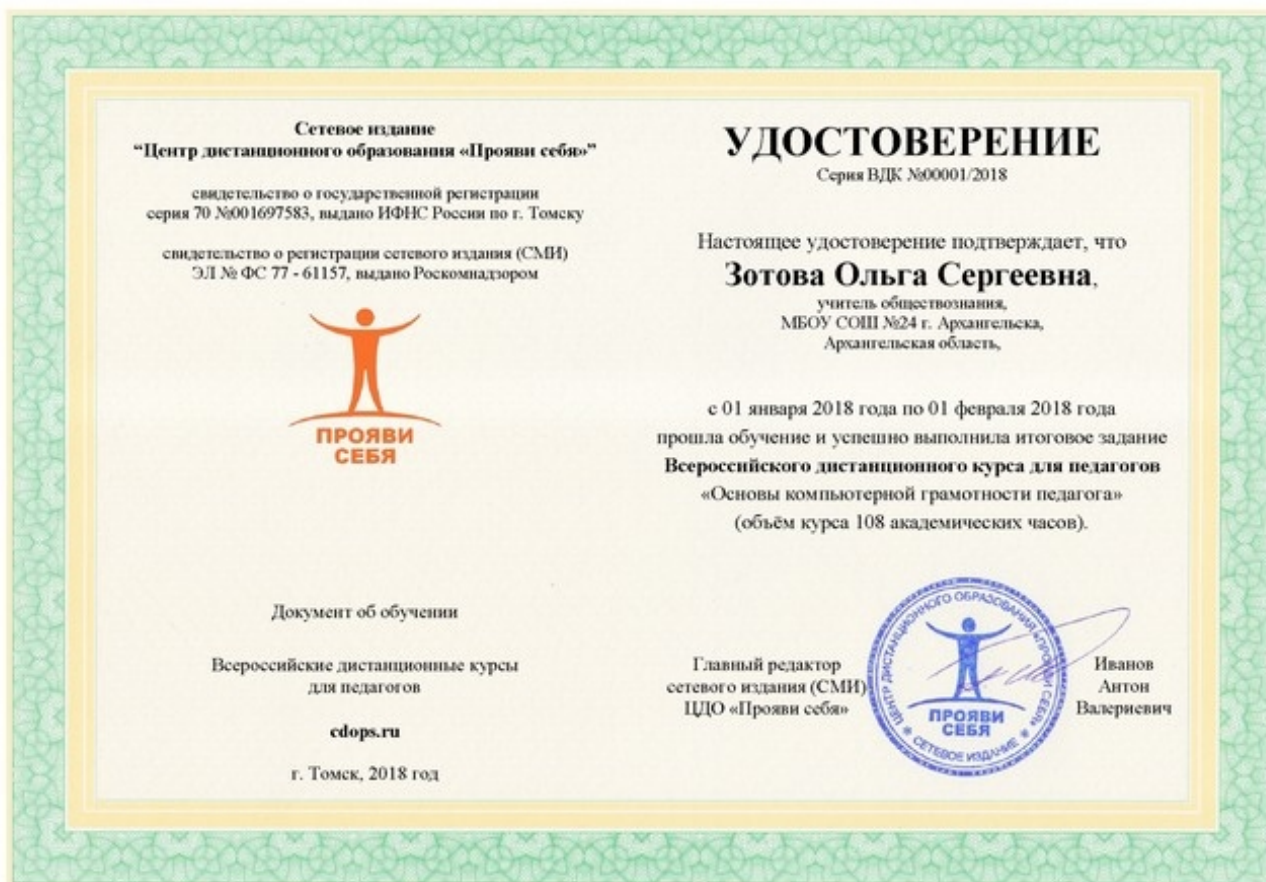 Сетевое издание
“Центр дистанционного образования «Прояви себя»”
свидетельство о государственной регистрации
серия 70 №001697583, выдано ИФНС России по г. Томску
свидетельство о регистрации сетевого издания (СМИ)
ЭЛ № ФС 77 - 61157, выдано Роскомнадзором
ПРОЯВИ
СЕБЯ
Документ об обучении
Всероссийские дистанционные курсы
для педагогов
cdops.ru
г. Томск, 2018 год
УДОСТОВЕРЕНИЕ
Серия ВДК №00001/2018
Настоящее удостоверение подтверждает, что
Зотова Ольга Сергеевна,
учитель обществознания,
МБОУ СОШ №24 г. Архангельска,
Архангельская область,
с 01 января 2018 года по 01 февраля 2018 года
прошла обучение и успешно выполнила итоговое задание
Всероссийского дистанционного курса для педагогов
«Основы компьютерной грамотности педагога»
(объём курса 108 академических часов).
Главный редактор
сетевого издания (СМИ)
ЦДО «Прояви себя»
ЦЕНТР ДИСТАНЦИОННОГО ОБРАЗОВАНИЯ «ПРОЯВИ СЕБЯ»
ПРОЯВИ
СЕБЯ
СЕТЕВОЕ ИЗДАНИЕ
Иванов
Антон
Валериевич